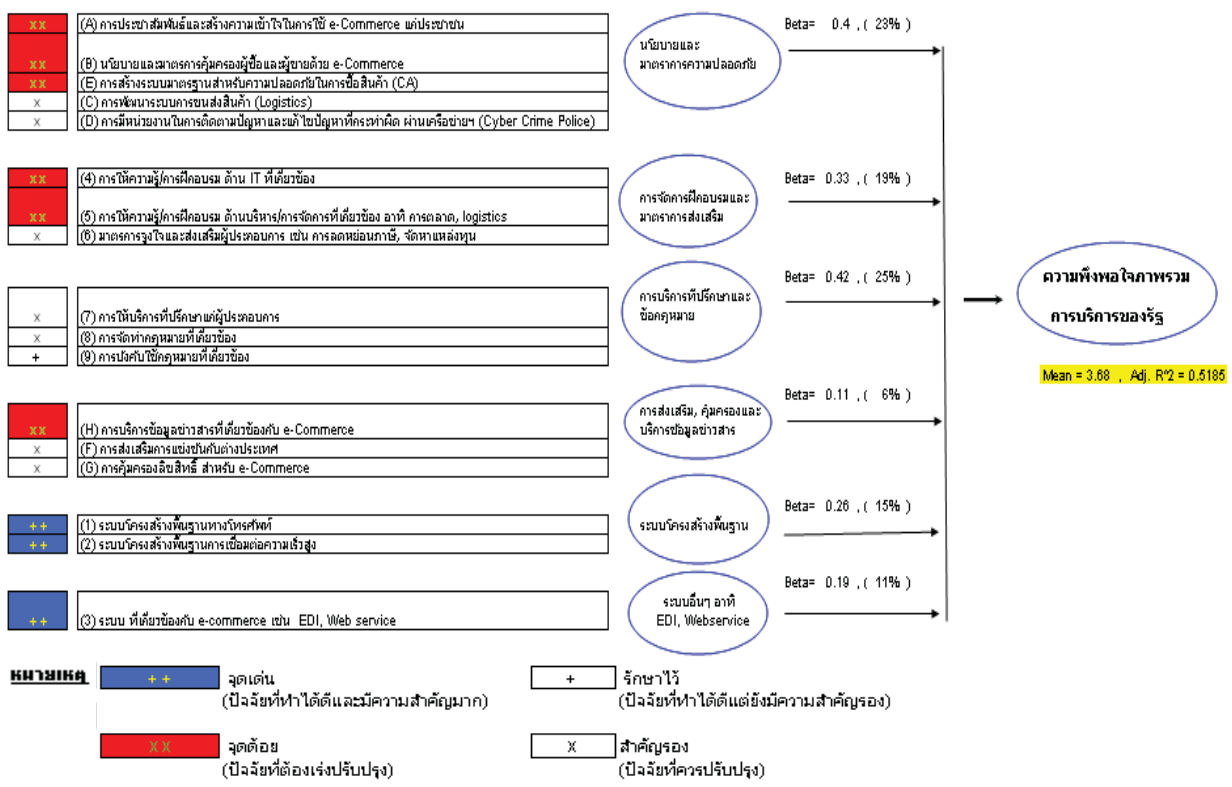 xx (A) การประชาสัมพันธ์และสร้างความเข้าใจในการใช้ e-Commerce แก่ประชาชน
xx (B) นโยบายและมาตรการคุ้มครองผู้ซื้อและผู้ขายด้วย e-Commerce
xx (E) การสร้างระบบมาตรฐานสำหรับความปลอดภัยในการซื้อสินค้า (CA)
x (C) การพัฒนาระบบการขนส่งสินค้า (Logistics)
x (D) การมีหน่วยงานในการติดตามปัญหาและแก้ไขปัญหาที่กระทำผิด ผ่านเครือข่ายฯ (Cyber Crime Police)
นโยบายและ
มาตราการความปลอดภัย
Beta= 0.4 , ( 23% )
xx (4) การให้ความรู้/การฝึกอบรม ด้าน IT ที่เกี่ยวข้อง
xx (5) การให้ความรู้/การฝึกอบรม ด้านบริหาร/การจัดการที่เกี่ยวข้อง อาทิ การตลาด, logistics
x (6) มาตรการจูงใจและส่งเสริมผู้ประกอบการ เช่น การลดหย่อนภาษี, จัดหาแหล่งทุน
การจัดการฝึกอบรมและ
มาตราการส่งเสริม
Beta= 0.33 , ( 19% )
x (7) การให้บริการที่ปรึกษาแก่ผู้ประกอบการ
x (8) การจัดทำกฎหมายที่เกี่ยวข้อง
+ (9) การบังคับใช้กฎหมายที่เกี่ยวข้อง
การบริการที่ปรึกษาและ
ข้อกฎหมาย
Beta= 0.42 , ( 25% )
xx (H) การบริการข้อมูลข่าวสารที่เกี่ยวข้องกับ e-Commerce
x (F) การส่งเสริมการแข่งขันกับต่างประเทศ
x (G) การคุ้มครองลิขสิทธิ์ สำหรับ e-Commerce
การส่งเสริม, คุ้มครองและ
บริการข้อมูลข่าวสาร
Beta= 0.11 , ( 6% )
++ (1) ระบบโครงสร้างพื้นฐานทางโทรศัพท์
++ (2) ระบบโครงสร้างพื้นฐานการเชื่อมต่อความเร็วสูง
ระบบโครงสร้างพื้นฐาน
Beta= 0.26 , ( 15% )
++ (3) ระบบ ที่เกี่ยวข้องกับ e-commerce เช่น EDI, Web service
ระบบอื่นๆ อาทิ
EDI, Webservice
Beta= 0.19 , ( 11% )
ความพึงพอใจภาพรวม
การบริการของรัฐ
Mean = 3.68 , Adj. R^2 = 0.5185
หมายเหตุ
++ จุดเด่น
(ปัจจัยที่ทำได้ดีและมีความสำคัญมาก)
+ รักษาไว้
(ปัจจัยที่ทำได้ดีแต่ยังมีความสำคัญรอง)
XX จุดด้อย
(ปัจจัยที่ต้องเร่งปรับปรุง)
X สำคัญรอง
(ปัจจัยที่ควรปรับปรุง)